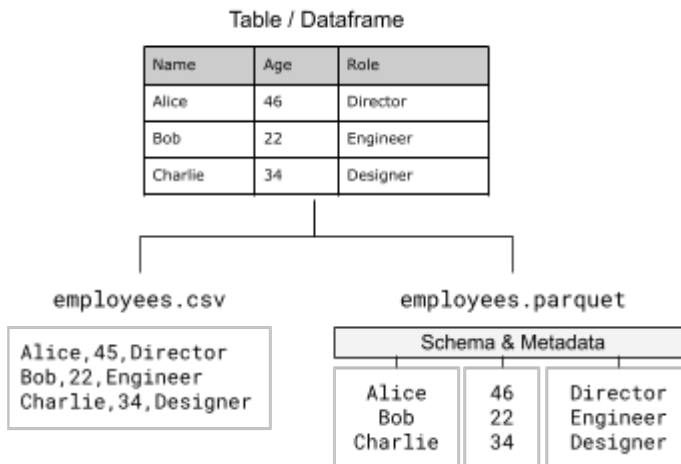 Table / Dataframe
Name Age Role
Alice 46 Director
Bob 22 Engineer
Charlie 34 Designer
employees.csv
Alice,45,Director
Bob,22,Engineer
Charlie,34,Designer
employees.parquet
Schema & Metadata
Alice 46 Director
Bob 22 Engineer
Charlie 34 Designer